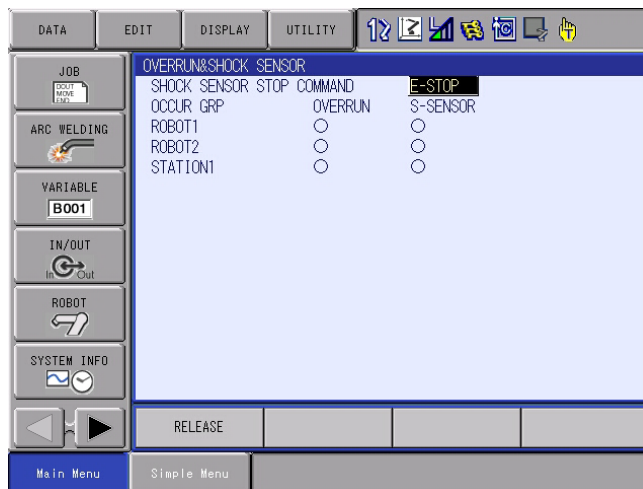 DATA EDIT DISPLAY UTILITY
JOB
DOUT
MOVE
END
ARC WELDING
VARIABLE
B001
IN/OUT
In Out
ROBOT
SYSTEM INFO
OVERRUN&SHOCK SENSOR
SHOCK SENSOR STOP COMMAND E-STOP
OCCUR GRP OVERRUN S-SENSOR
ROBOT1
ROBOT2
STATION1
RELEASE
Main Menu Simple Menu